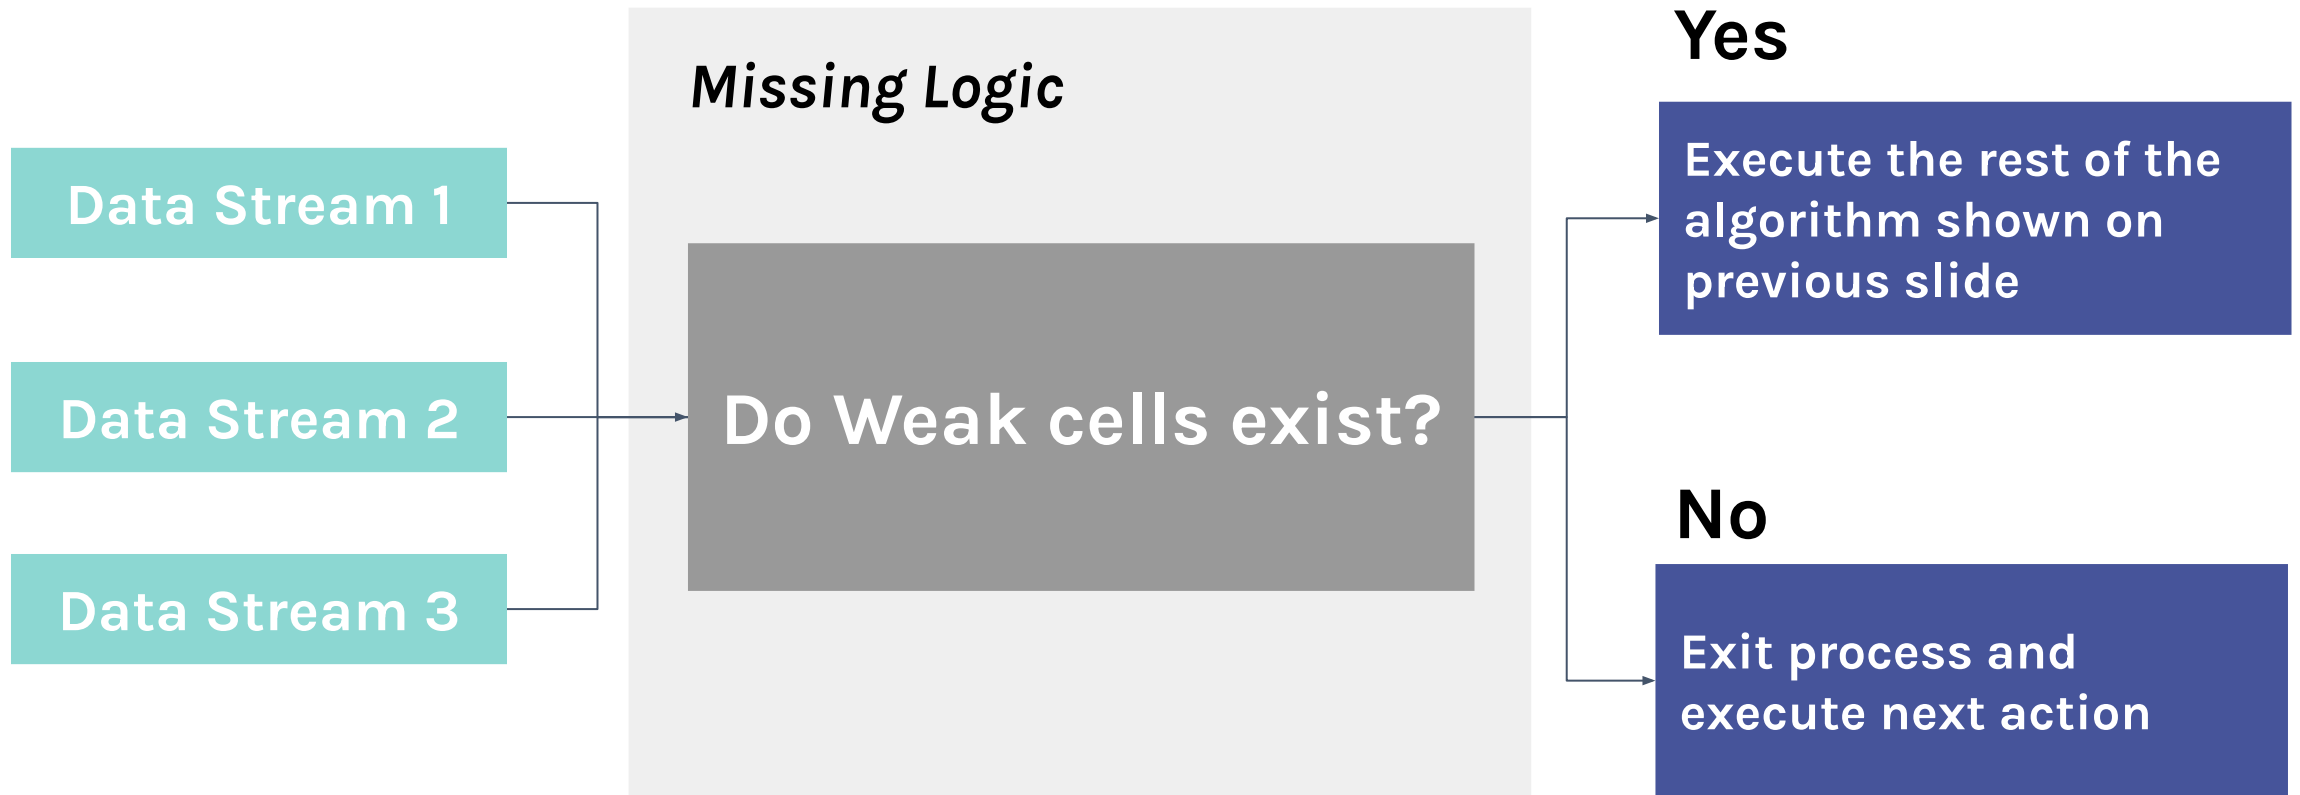 Data Stream 1
Data Stream 2
Data Stream 3
Missing Logic
Do Weak cells exist?
Yes
Execute the rest of the
algorithm shown on
previous slide
No
Exit process and
execute next action